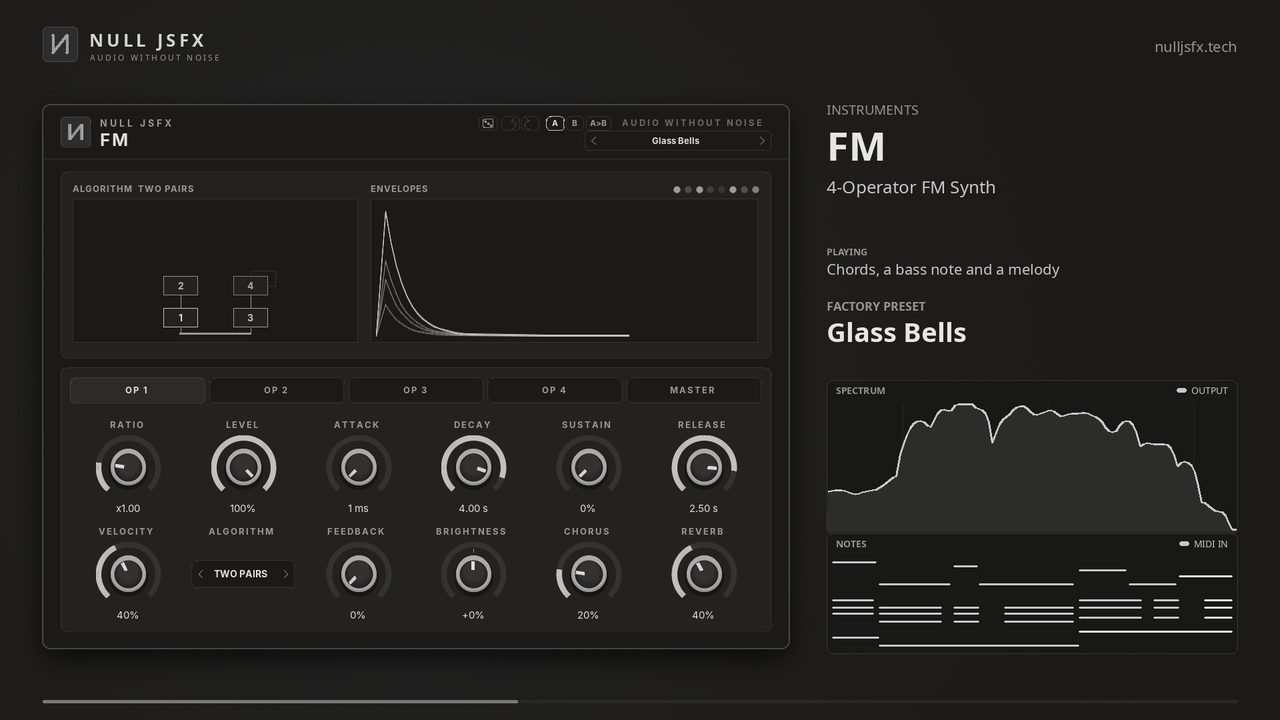 NULL JSFX
AUDIO WITHOUT NOISE
nulljsfx.tech
NULL JSFX
FM
A B A>B AUDIO WITHOUT NOISE
Glass Bells
ALGORITHM TWO PAIRS
ENVELOPES
2 4
1 3
OP 1 OP 2 OP 3 OP 4 MASTER
RATIO LEVEL ATTACK DECAY SUSTAIN RELEASE
x1.00 100% 1 ms 4.00 s 0% 2.50 s
VELOCITY ALGORITHM FEEDBACK BRIGHTNESS CHORUS REVERB
TWO PAIRS
40% 0% +0% 20% 40%
INSTRUMENTS
FM
4-Operator FM Synth
PLAYING
Chords, a bass note and a melody
FACTORY PRESET
Glass Bells
SPECTRUM OUTPUT
NOTES MIDI IN